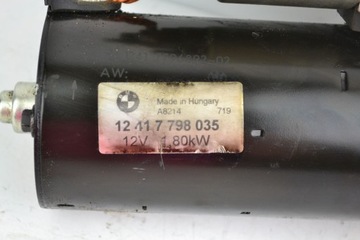 AW:
Made in Hungary
A8214 719
12 41 7 798 035
12V 1,80kW